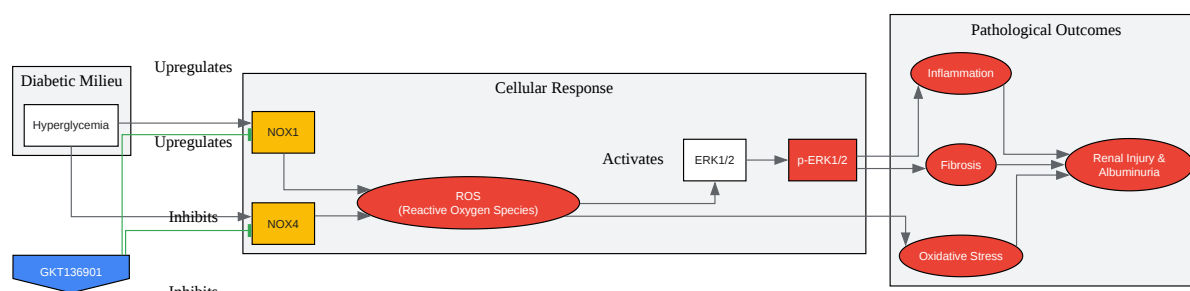 Pathological Outcomes
Upregulates
Diabetic Milieu
Inflammation
Cellular Response
Hyperglycemia
NOX1
Upregulates
Activates
ERK1/2
p-ERK1/2
Fibrosis
Renal Injury &
Albuminuria
ROS
(Reactive Oxygen Species)
Inhibits
NOX4
Oxidative Stress
GKT136901
Inhibits